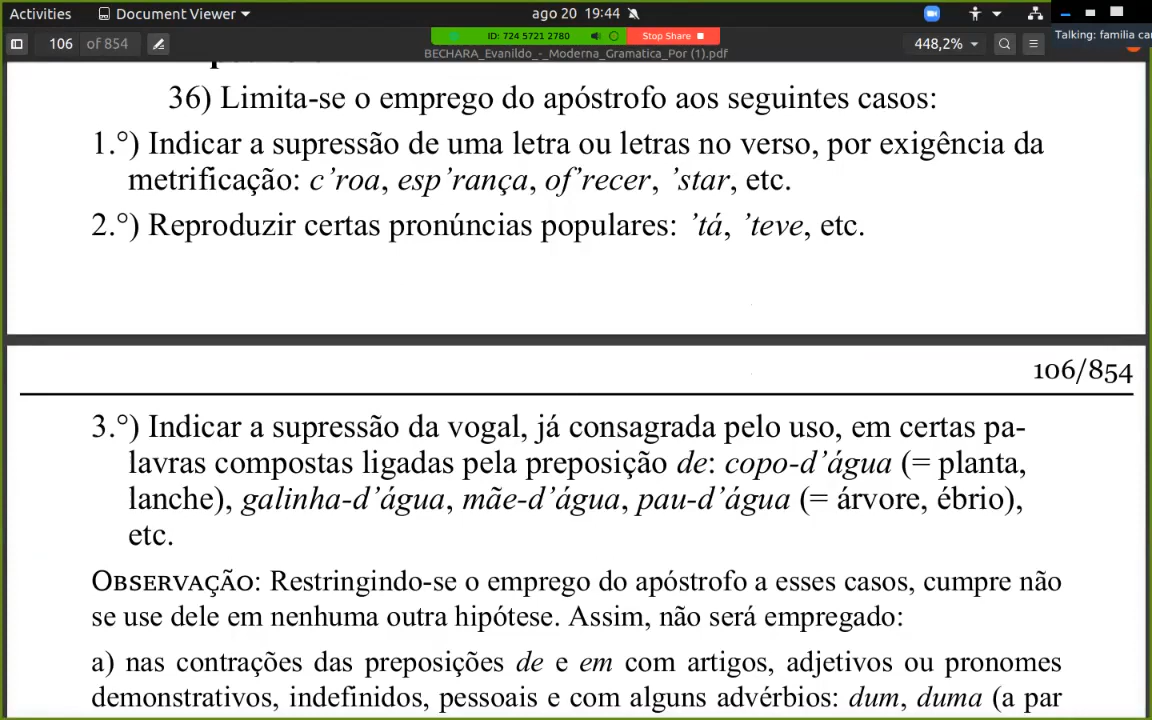 Activities Document Viewer ago 20 19:44
106 of 854 ID: 724 5721 2780 Stop Share 448,2% Talking: familia ca
BECHARA_Evanildo_-_Moderna_Gramatica_Por (1).pdf
36) Limita-se o emprego do apóstrofo aos seguintes casos:
1.°) Indicar a supressão de uma letra ou letras no verso, por exigência da
metrificação: c’roa, esp’rança, of’recer, ’star, etc.
2.°) Reproduzir certas pronúncias populares: ’tá, ’teve, etc.
106/854
3.°) Indicar a supressão da vogal, já consagrada pelo uso, em certas pa-
lavras compostas ligadas pela preposição de: copo-d’água (= planta,
lanche), galinha-d’água, mãe-d’água, pau-d’água (= árvore, ébrio),
etc.
OBSERVAÇÃO: Restringindo-se o emprego do apóstrofo a esses casos, cumpre não
se use dele em nenhuma outra hipótese. Assim, não será empregado:
a) nas contrações das preposições de e em com artigos, adjetivos ou pronomes
demonstrativos, indefinidos, pessoais e com alguns advérbios: dum, duma (a par